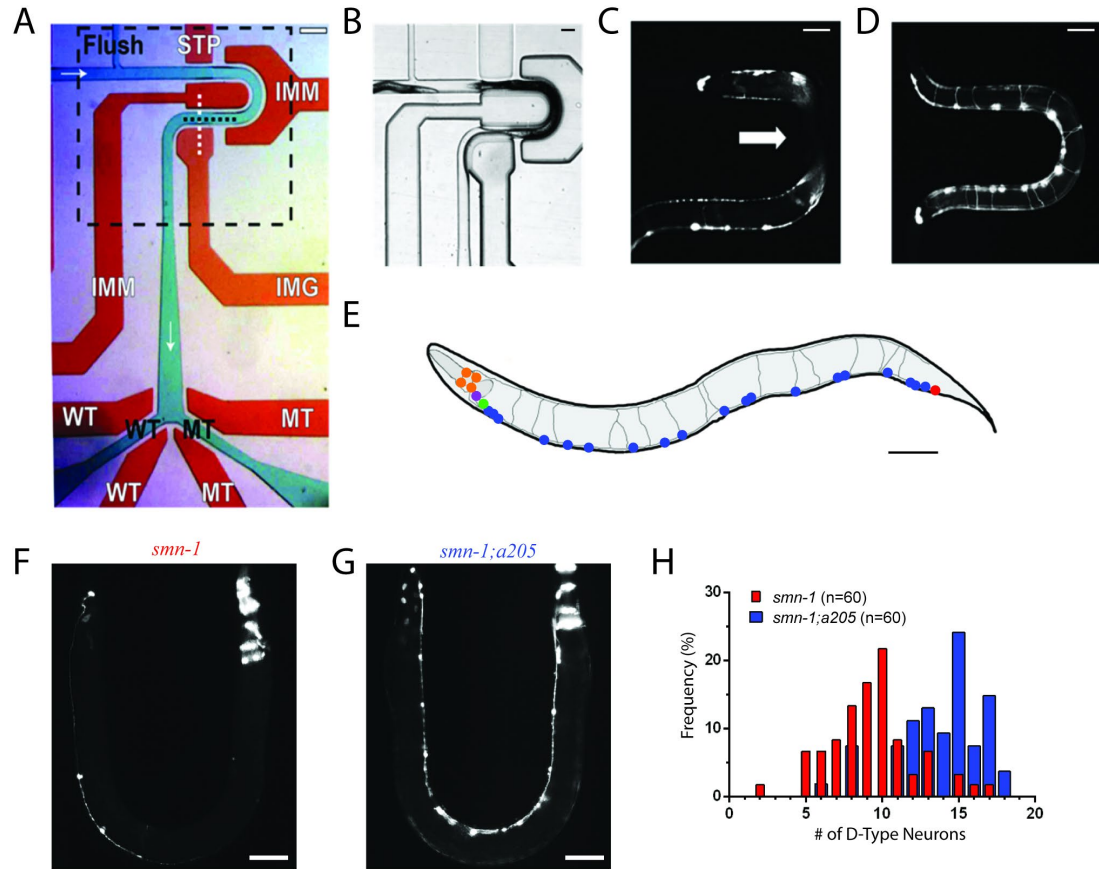 A
B
C
D
Flush
STP
IMM
IMM
IMG
WT
MT
WT
MT
WT
MT
E
F
smn-1
G
smn-1;a205
H
smn-1 (n=60)
smn-1;a205 (n=60)
Frequency (%)
30
20
10
0
0
5
10
15
20
# of D-Type Neurons